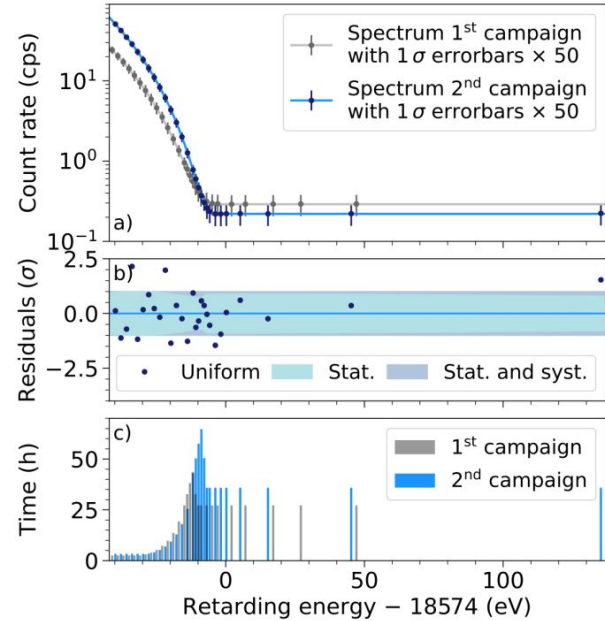 Count rate (cps)
10¹
10⁰
10⁻¹
Spectrum 1ˢᵗ campaign
with 1 σ errorbars × 50
Spectrum 2ⁿᵈ campaign
with 1 σ errorbars × 50
a)
Residuals (σ)
2.5
0.0
−2.5
b)
Uniform
Stat.
Stat. and syst.
Time (h)
50
25
0
c)
1ˢᵗ campaign
2ⁿᵈ campaign
0 50 100
Retarding energy − 18574 (eV)